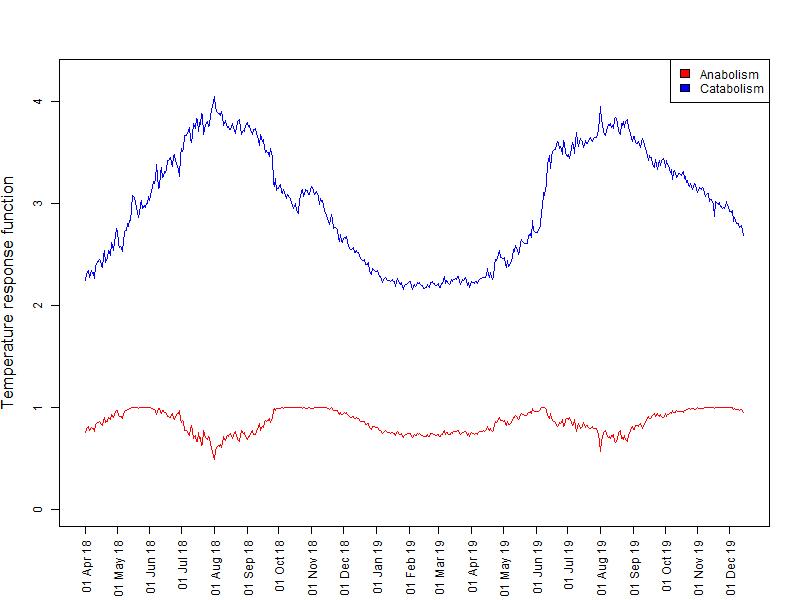 Anabolism
Catabolism
Temperature response function
4
3
2
1
0
01 Apr 18
01 May 18
01 Jun 18
01 Jul 18
01 Aug 18
01 Sep 18
01 Oct 18
01 Nov 18
01 Dec 18
01 Jan 19
01 Feb 19
01 Mar 19
01 Apr 19
01 May 19
01 Jun 19
01 Jul 19
01 Aug 19
01 Sep 19
01 Oct 19
01 Nov 19
01 Dec 19